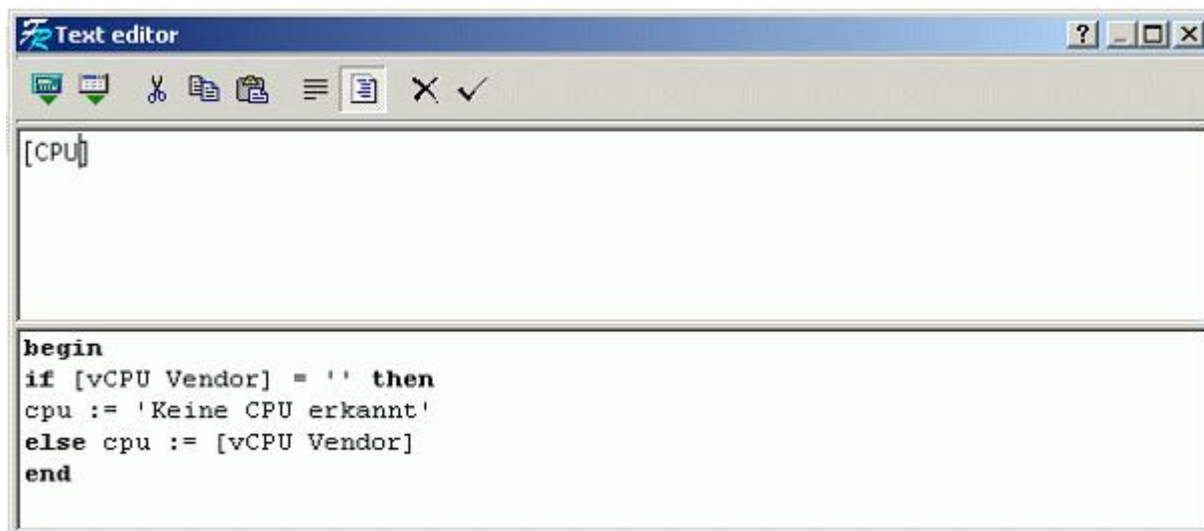 Text editor
[CPU]
begin
if [vCPU Vendor] = '' then
cpu := 'Keine CPU erkannt'
else cpu := [vCPU Vendor]
end